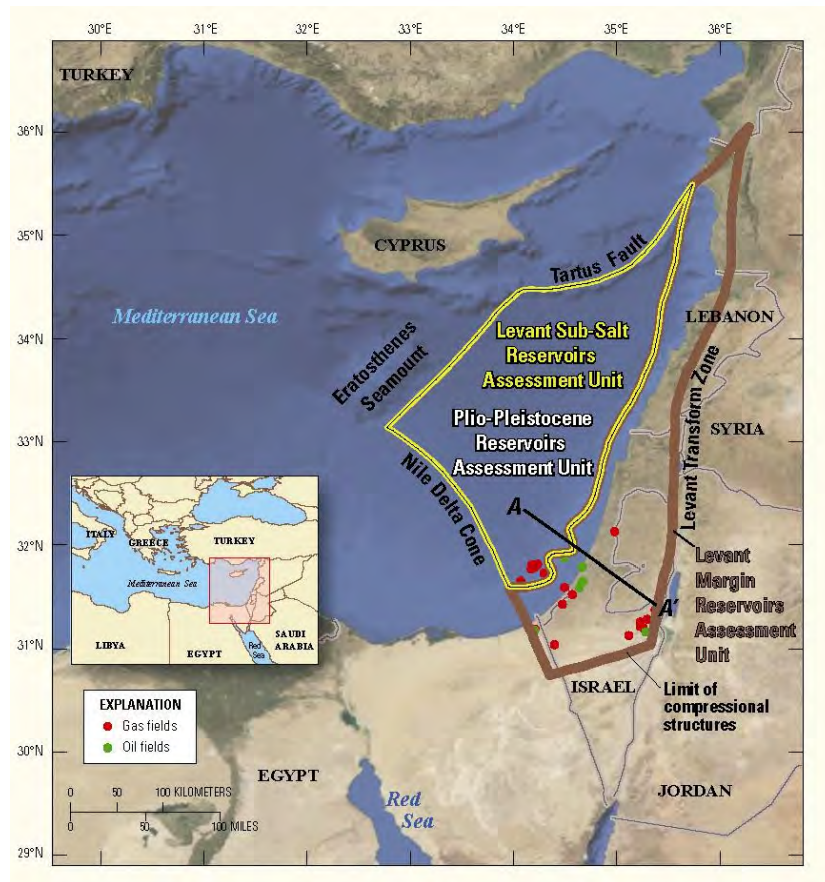 30°E 31°E 32°E 33°E 34°E 35°E 36°E
TURKEY
36°N
35°N
CYPRUS
Tartus Fault
34°N
Mediterranean Sea
LEBANON
Levant Sub-Salt
Reservoirs
Assessment Unit
Eratosthenes
Seamount
Levant Transform Zone
Plio-Pleistocene
Reservoirs
Assessment Unit
SYRIA
33°N
Nile Delta Cone
A
ITALY
GREECE
TURKEY
Mediterranean Sea
LIBYA
EGYPT
Red
Sea
SAUDI
ARABIA
32°N
Levant
Margin
Reservoirs
Assessment
Unit
A'
31°N
ISRAEL
Limit of
compressional
structures
EXPLANATION
Gas fields
Oil fields
30°N
EGYPT
JORDAN
0 50 100 KILOMETERS
0 50 100 MILES
Red
Sea
29°N